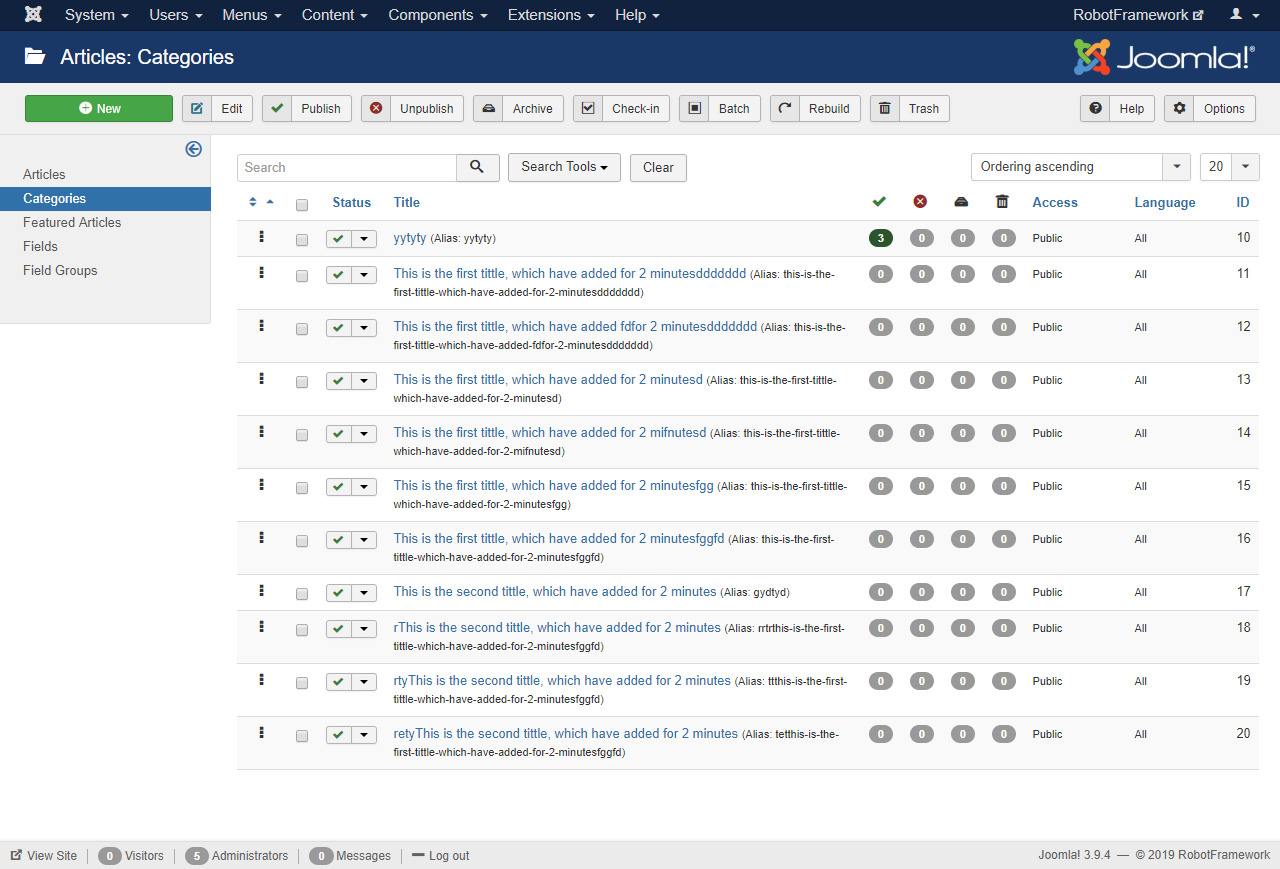 System Users Menus Content Components Extensions Help RobotFramework
Articles: Categories Joomla!®
New Edit Publish Unpublish Archive Check-in Batch Rebuild Trash Help Options
Articles
Categories
Featured Articles
Fields
Field Groups
Search Search Tools Clear Ordering ascending 20
Status Title Access Language ID
yytyty (Alias: yytyty) 3 0 0 0 Public All 10
This is the first tittle, which have added for 2 minutesddddddd (Alias: this-is-the- 0 0 0 0 Public All 11
first-tittle-which-have-added-for-2-minutesddddddd)
This is the first tittle, which have added fdfor 2 minutesddddddd (Alias: this-is-the- 0 0 0 0 Public All 12
first-tittle-which-have-added-fdfor-2-minutesddddddd)
This is the first tittle, which have added for 2 minutesd (Alias: this-is-the-first-tittle- 0 0 0 0 Public All 13
which-have-added-for-2-minutesd)
This is the first tittle, which have added for 2 mifnutesd (Alias: this-is-the-first-tittle- 0 0 0 0 Public All 14
which-have-added-for-2-mifnutesd)
This is the first tittle, which have added for 2 minutesfgg (Alias: this-is-the-first-tittle- 0 0 0 0 Public All 15
which-have-added-for-2-minutesfgg)
This is the first tittle, which have added for 2 minutesfggfd (Alias: this-is-the-first- 0 0 0 0 Public All 16
tittle-which-have-added-for-2-minutesfggfd)
This is the second tittle, which have added for 2 minutes (Alias: gydtyd) 0 0 0 0 Public All 17
rThis is the second tittle, which have added for 2 minutes (Alias: rrtrthis-is-the-first- 0 0 0 0 Public All 18
tittle-which-have-added-for-2-minutesfggfd)
rtyThis is the second tittle, which have added for 2 minutes (Alias: ttthis-is-the-first- 0 0 0 0 Public All 19
tittle-which-have-added-for-2-minutesfggfd)
retyThis is the second tittle, which have added for 2 minutes (Alias: tetthis-is-the- 0 0 0 0 Public All 20
first-tittle-which-have-added-for-2-minutesfggfd)
View Site 0 Visitors 5 Administrators 0 Messages Log out Joomla! 3.9.4 — © 2019 RobotFramework